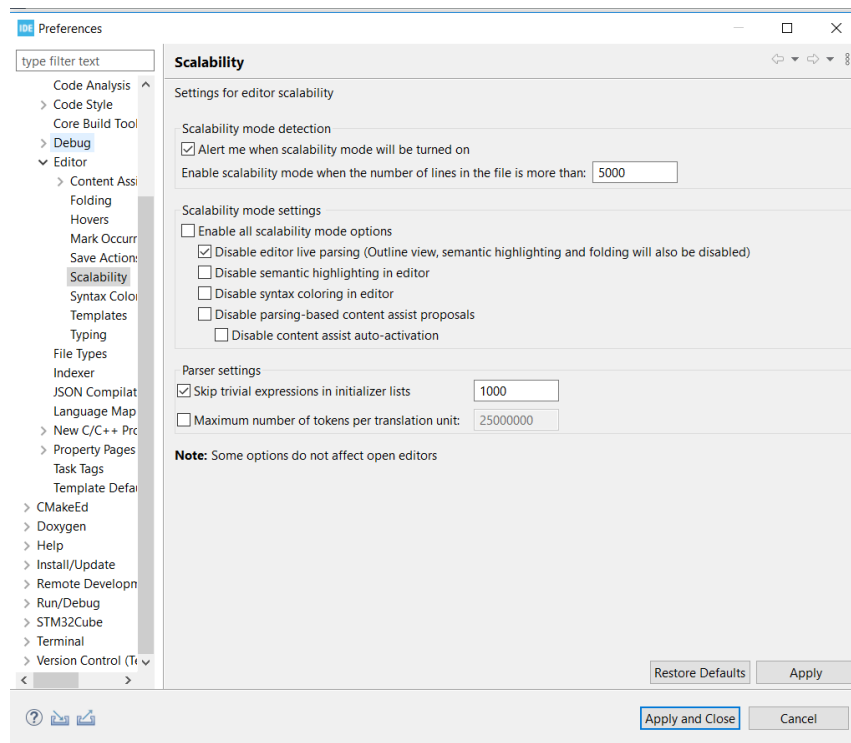 IDE Preferences
type filter text
Scalability
Code Analysis
Code Style
Core Build Tool
Debug
Editor
Content Assi
Folding
Hovers
Mark Occurr
Save Actions
Scalability
Syntax Color
Templates
Typing
File Types
Indexer
JSON Compilat
Language Map
New C/C++ Pro
Property Pages
Task Tags
Template Defau
CMakeEd
Doxygen
Help
Install/Update
Remote Developm
Run/Debug
STM32Cube
Terminal
Version Control (Te
Settings for editor scalability
Scalability mode detection
Alert me when scalability mode will be turned on
Enable scalability mode when the number of lines in the file is more than: 5000
Scalability mode settings
Enable all scalability mode options
Disable editor live parsing (Outline view, semantic highlighting and folding will also be disabled)
Disable semantic highlighting in editor
Disable syntax coloring in editor
Disable parsing-based content assist proposals
Disable content assist auto-activation
Parser settings
Skip trivial expressions in initializer lists 1000
Maximum number of tokens per translation unit: 25000000
Note: Some options do not affect open editors
Restore Defaults Apply
Apply and Close Cancel